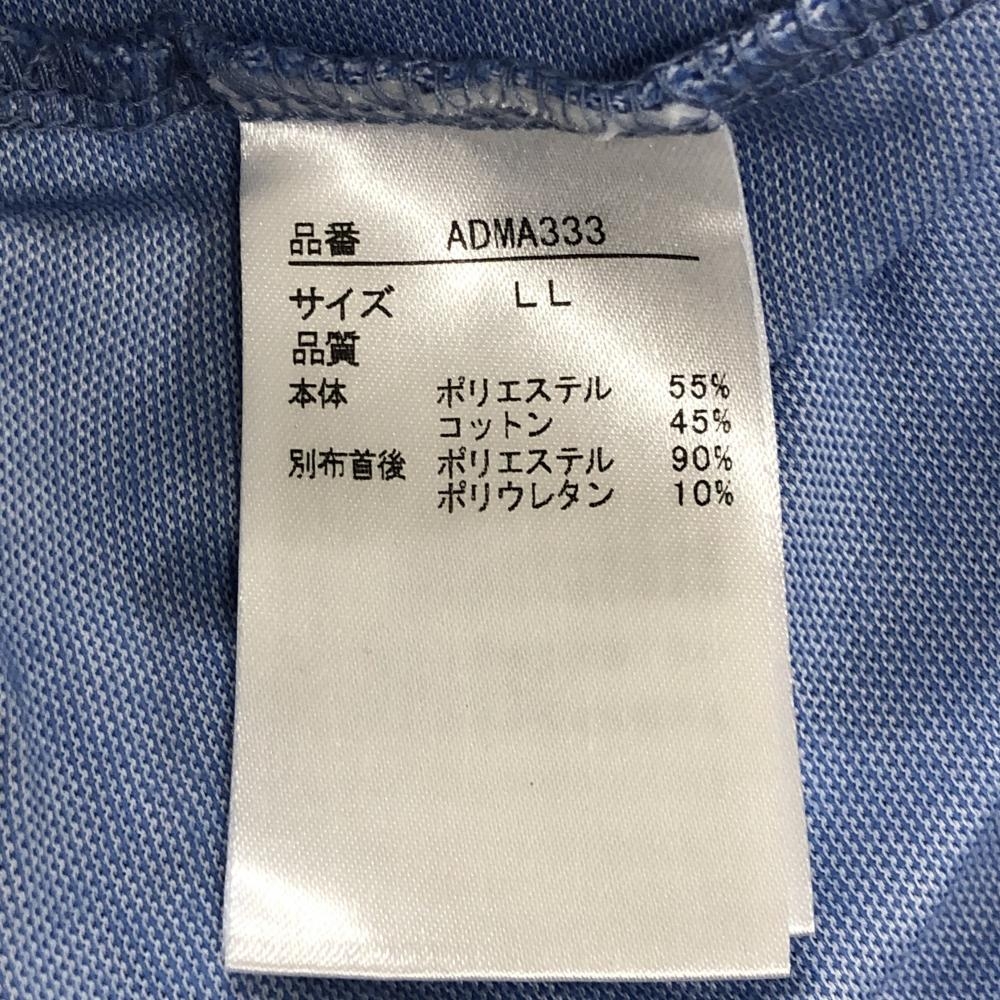 品番 ADMA333
サイズ LL
品質
本体 ポリエステル 55%
コットン 45%
別布首後 ポリエステル 90%
ポリウレタン 10%